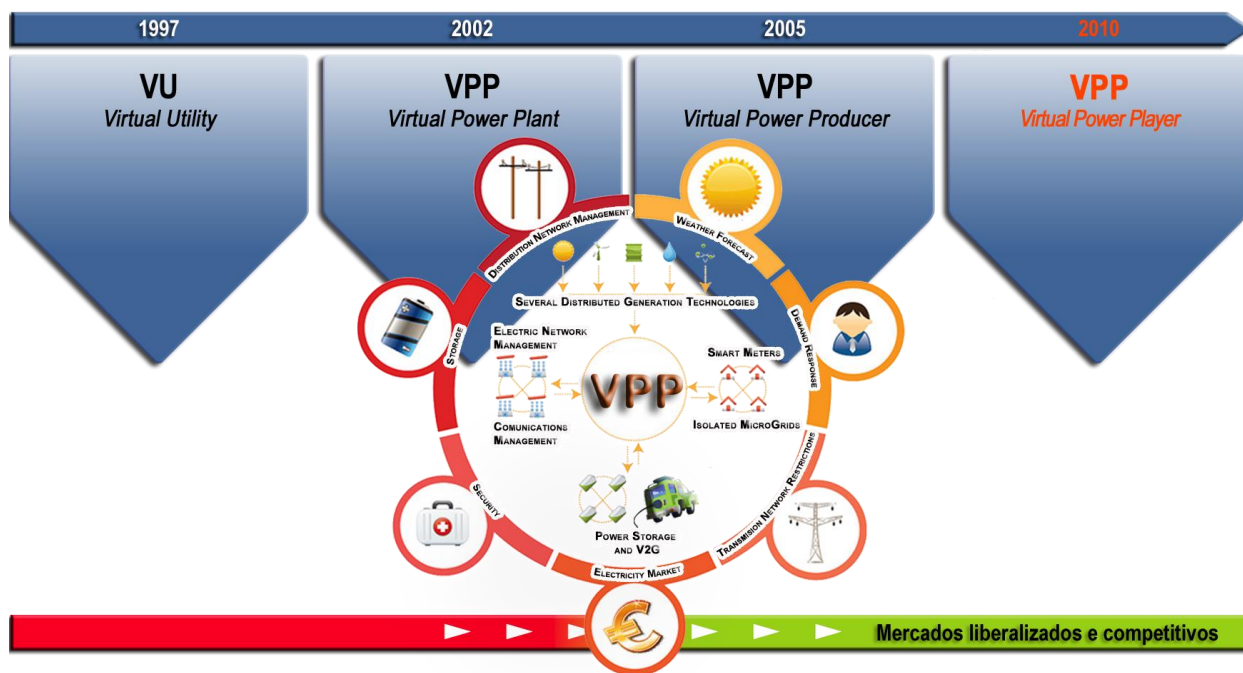 1997
2002
2005
2010
VU
Virtual Utility
VPP
Virtual Power Plant
VPP
Virtual Power Producer
VPP
Virtual Power Player
Distribution Network Management
Weather Forecast
Storage
Demand Response
Security
Transmision Network Restrictions
Electricity Market
Several Distributed Generation Technologies
Electric Network
Management
Comunications
Management
VPP
Smart Meters
Isolated MicroGrids
Power Storage
and V2G
Mercados liberalizados e competitivos